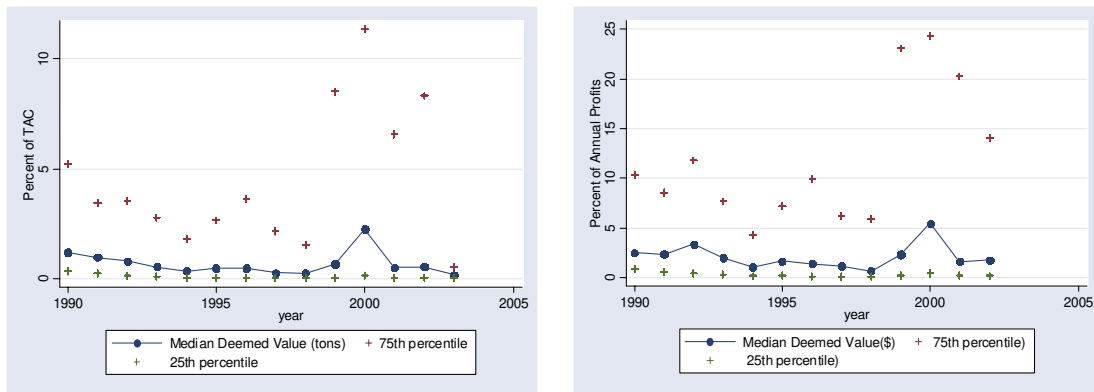 Percent of TAC
10
5
0
1990 1995 2000 2005
year
Median Deemed Value (tons) 75th percentile
25th percentile
Percent of Annual Profits
25
20
15
10
5
0
1990 1995 2000 2005
year
Median Deemed Value($) 75th percentile)
25th percentile)